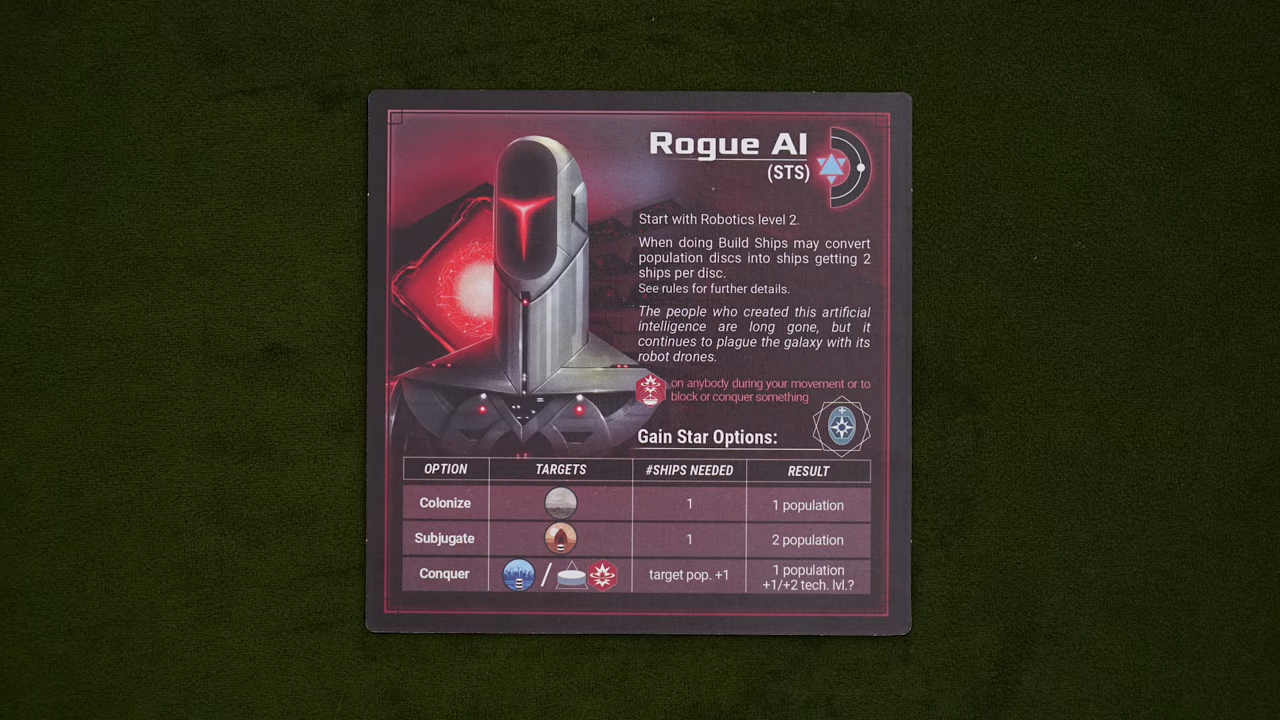 Rogue AI
(STS)
Start with Robotics level 2.
When doing Build Ships may convert
population discs into ships getting 2
ships per disc.
See rules for further details.
The people who created this artificial
intelligence are long gone, but it
continues to plague the galaxy with its
robot drones.
on anybody during your movement or to
block or conquer something
Gain Star Options:
OPTION TARGETS #SHIPS NEEDED RESULT
Colonize 1 1 population
Subjugate 1 2 population
Conquer / target pop. +1 1 population
+1/+2 tech. lvl.?